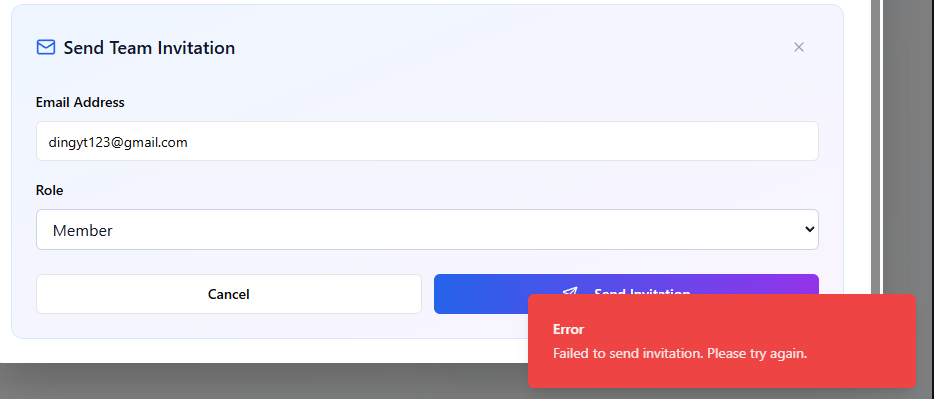 Send Team Invitation
Email Address
dingyt123@gmail.com
Role
Member
Cancel
Send Invitation
Error
Failed to send invitation. Please try again.